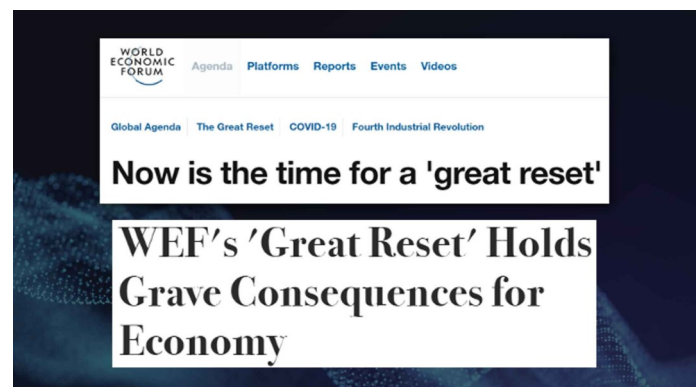 WORLD
ECONOMIC
FORUM
Agenda Platforms Reports Events Videos
Global Agenda The Great Reset COVID-19 Fourth Industrial Revolution
Now is the time for a 'great reset'
WEF's 'Great Reset' Holds
Grave Consequences for
Economy